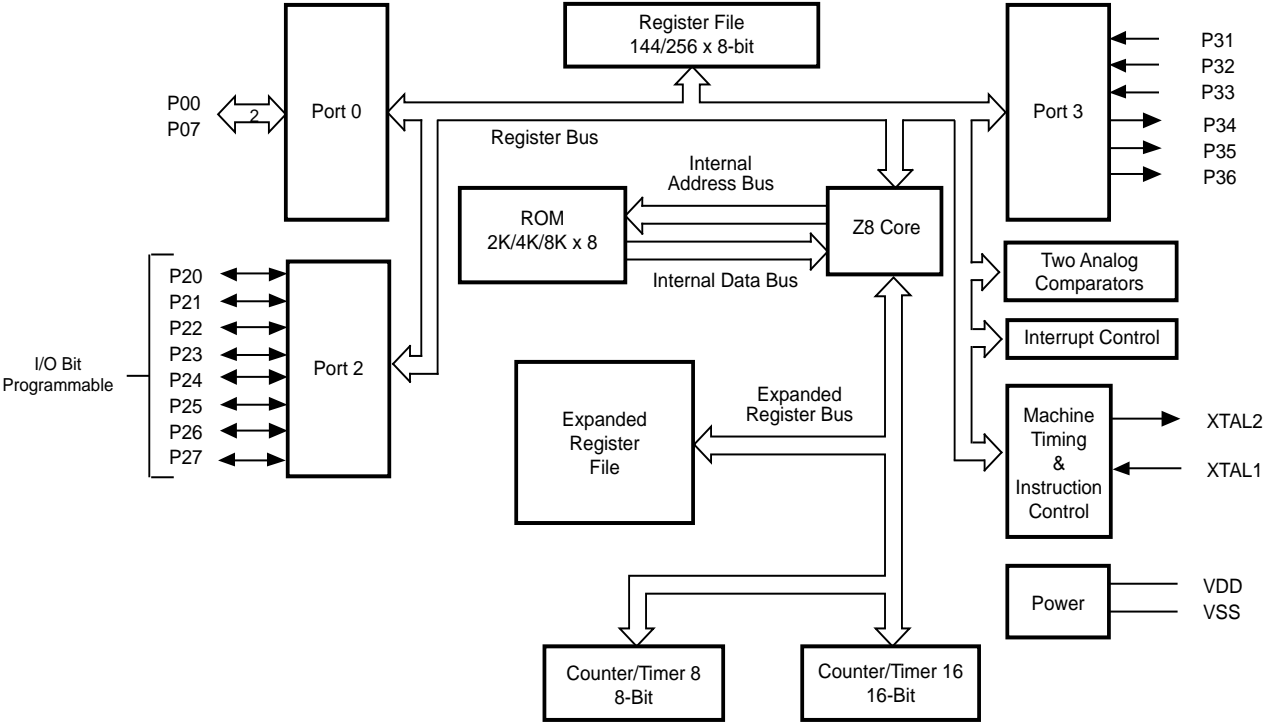 Register File
144/256 x 8-bit
P00
P07
2
Port 0
Register Bus
Port 3
P31
P32
P33
P34
P35
P36
Internal
Address Bus
ROM
2K/4K/8K x 8
Z8 Core
Internal Data Bus
Two Analog
Comparators
Interrupt Control
I/O Bit
Programmable
P20
P21
P22
P23
P24
P25
P26
P27
Port 2
Expanded
Register
File
Expanded
Register Bus
Machine
Timing
&
Instruction
Control
XTAL2
XTAL1
Power
VDD
VSS
Counter/Timer 8
8-Bit
Counter/Timer 16
16-Bit